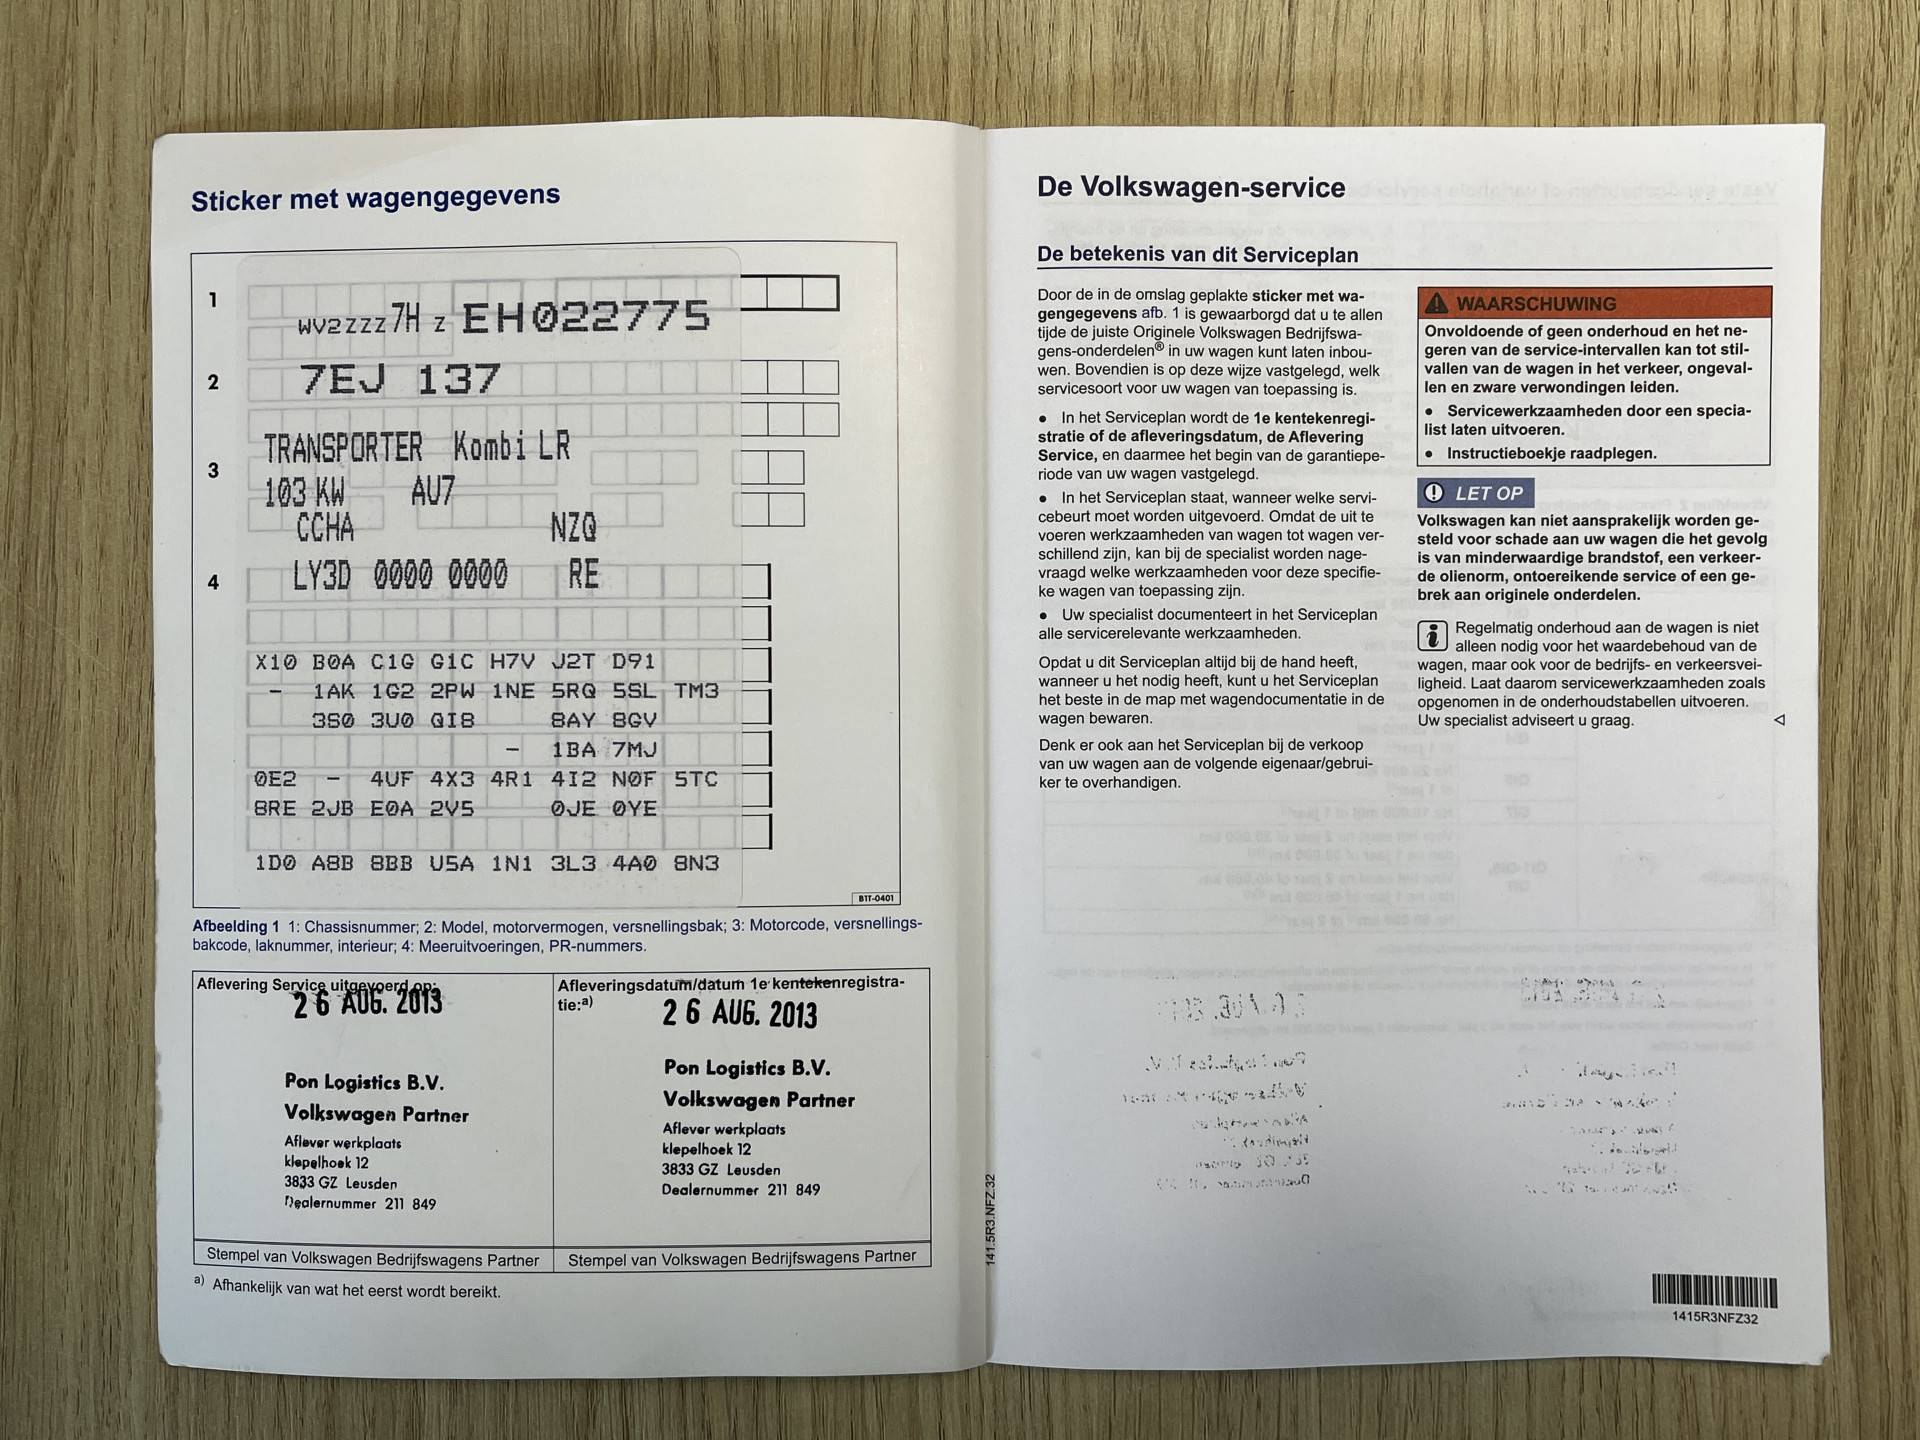 Sticker met wagengegevens
1
WV2ZZZ7H Z EH022775
2
7EJ 137
TRANSPORTER Kombi LR
3
103 KW AU7
CCHA NZQ
4
LY3D 0000 0000 RE
X10 B0A C1G G1C H7V J2T D91
- 1AK 1G2 2PW 1NE 5RQ 5SL TM3
3S0 3U0 QI8 8AY 8GV
- 1BA 7MJ
0E2 - 4UF 4X3 4R1 4I2 N0F 5TC
8RE 2JB E0A 2V5 0JE 0YE
1D0 A8B 8BB U5A 1N1 3L3 4A0 8N3
B1T-0401
Afbeelding 1 1: Chassisnummer; 2: Model, motorvermogen, versnellingsbak; 3: Motorcode, versnellings-
bakcode, laknummer, interieur; 4: Meeruitvoeringen, PR-nummers.
Aflevering Service uitgevoerd op:
26 AUG. 2013
Pon Logistics B.V.
Volkswagen Partner
Aflever werkplaats
klepelhoek 12
3833 GZ Leusden
Dealernummer 211 849
Stempel van Volkswagen Bedrijfswagens Partner
Afleveringsdatum/datum 1e kentekenregistra-
tie:a)
26 AUG. 2013
Pon Logistics B.V.
Volkswagen Partner
Aflever werkplaats
klepelhoek 12
3833 GZ Leusden
Dealernummer 211 849
Stempel van Volkswagen Bedrijfswagens Partner
a) Afhankelijk van wat het eerst wordt bereikt.
141.5R3.NFZ.32
De Volkswagen-service
De betekenis van dit Serviceplan
Door de in de omslag geplakte sticker met wa-
gengegevens afb. 1 is gewaarborgd dat u te allen
tijde de juiste Originele Volkswagen Bedrijfswa-
gens-onderdelen® in uw wagen kunt laten inbou-
wen. Bovendien is op deze wijze vastgelegd, welk
servicesoort voor uw wagen van toepassing is.
● In het Serviceplan wordt de 1e kentekenregi-
stratie of de afleveringsdatum, de Aflevering
Service, en daarmee het begin van de garantiepe-
riode van uw wagen vastgelegd.
● In het Serviceplan staat, wanneer welke servi-
cebeurt moet worden uitgevoerd. Omdat de uit te
voeren werkzaamheden van wagen tot wagen ver-
schillend zijn, kan bij de specialist worden nage-
vraagd welke werkzaamheden voor deze specifie-
ke wagen van toepassing zijn.
● Uw specialist documenteert in het Serviceplan
alle servicerelevante werkzaamheden.
Opdat u dit Serviceplan altijd bij de hand heeft,
wanneer u het nodig heeft, kunt u het Serviceplan
het beste in de map met wagendocumentatie in de
wagen bewaren.
Denk er ook aan het Serviceplan bij de verkoop
van uw wagen aan de volgende eigenaar/gebrui-
ker te overhandigen.
WAARSCHUWING
Onvoldoende of geen onderhoud en het ne-
geren van de service-intervallen kan tot stil-
vallen van de wagen in het verkeer, ongeval-
len en zware verwondingen leiden.
● Servicewerkzaamheden door een specia-
list laten uitvoeren.
● Instructieboekje raadplegen.
LET OP
Volkswagen kan niet aansprakelijk worden ge-
steld voor schade aan uw wagen die het gevolg
is van minderwaardige brandstof, een verkeer-
de olienorm, ontoereikende service of een ge-
brek aan originele onderdelen.
Regelmatig onderhoud aan de wagen is niet
alleen nodig voor het waardebehoud van de
wagen, maar ook voor de bedrijfs- en verkeersvei-
ligheid. Laat daarom servicewerkzaamheden zoals
opgenomen in de onderhoudstabellen uitvoeren.
Uw specialist adviseert u graag.
1415R3NFZ32